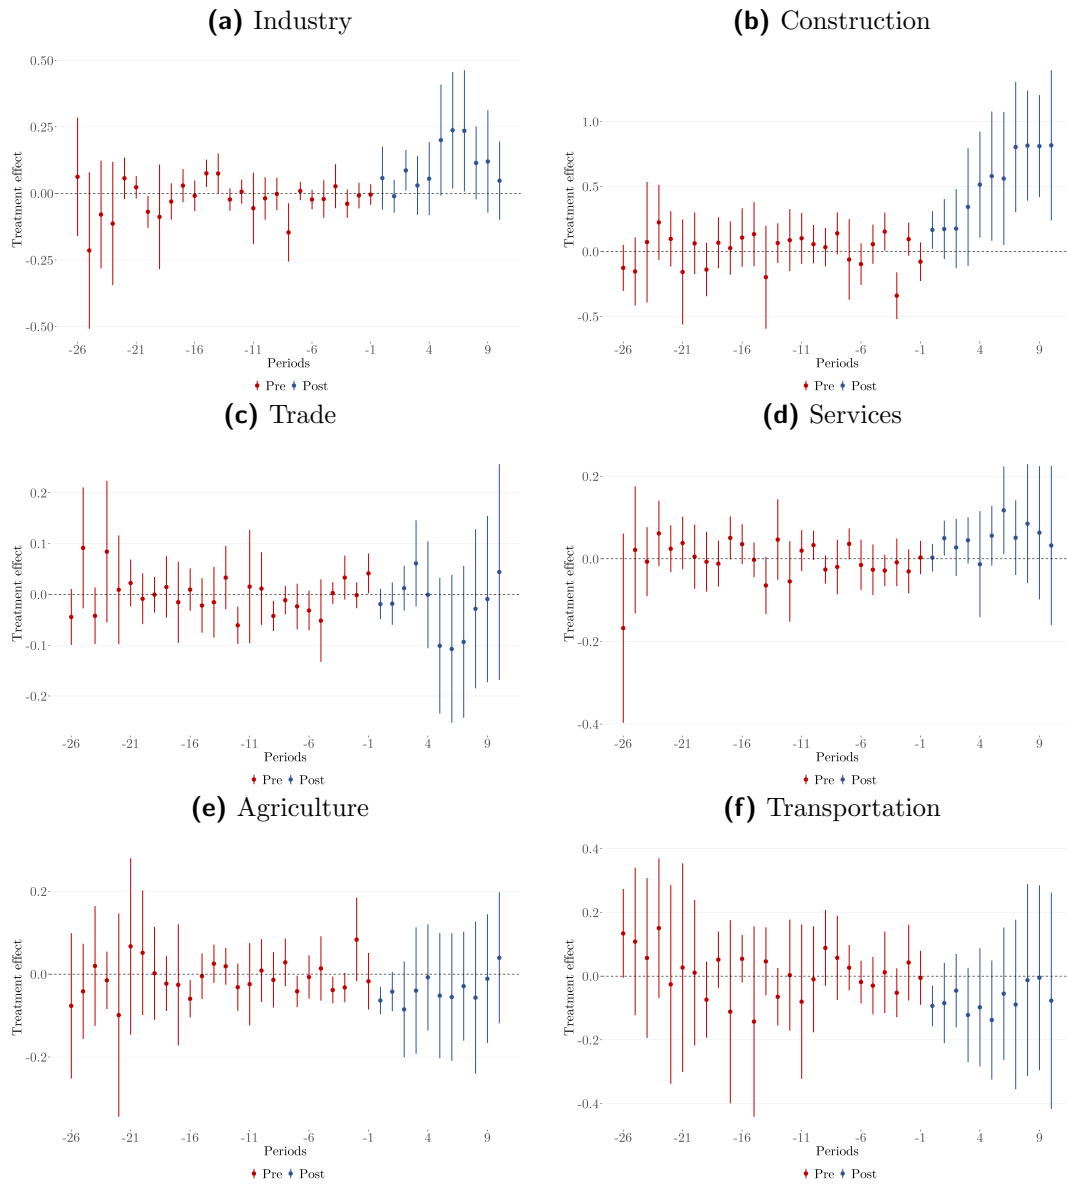 (a) Industry
Treatment effect
0.50
0.25
0.00
-0.25
-0.50
-26 -21 -16 -11 -6 -1 4 9
Periods
Pre Post
(b) Construction
Treatment effect
1.0
0.5
0.0
-0.5
-26 -21 -16 -11 -6 -1 4 9
Periods
Pre Post
(c) Trade
Treatment effect
0.2
0.1
0.0
-0.1
-0.2
-26 -21 -16 -11 -6 -1 4 9
Periods
Pre Post
(d) Services
Treatment effect
0.2
0.0
-0.2
-0.4
-26 -21 -16 -11 -6 -1 4 9
Periods
Pre Post
(e) Agriculture
Treatment effect
0.2
0.0
-0.2
-26 -21 -16 -11 -6 -1 4 9
Periods
Pre Post
(f) Transportation
Treatment effect
0.4
0.2
0.0
-0.2
-0.4
-26 -21 -16 -11 -6 -1 4 9
Periods
Pre Post